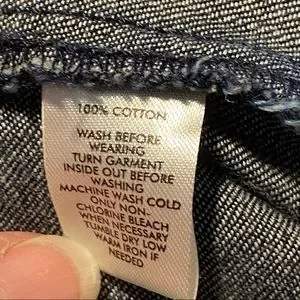 100% COTTON
WASH BEFORE
WEARING
TURN GARMENT
INSIDE OUT BEFORE
WASHING
MACHINE WASH COLD
ONLY NON-
CHLORINE BLEACH
WHEN NECESSARY
TUMBLE DRY LOW
WARM IRON IF
NEEDED